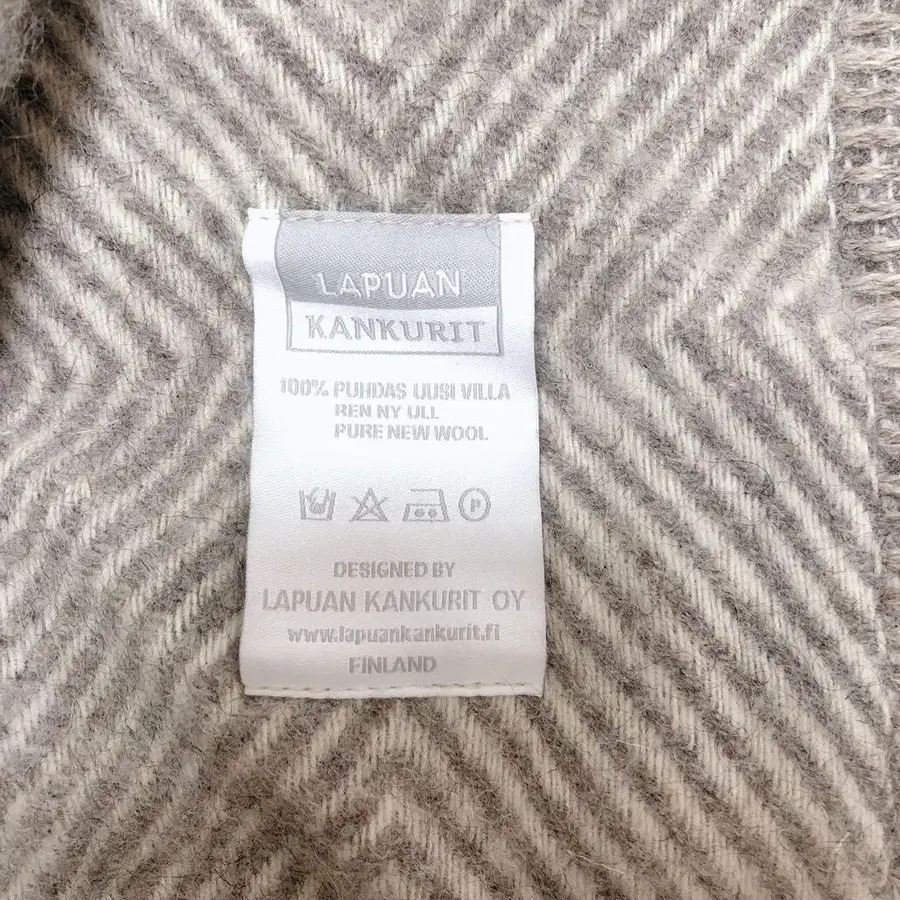 LAPUAN
KANKURIT
100% PUHDAS UUSI VILLA
REN NY ULL
PURE NEW WOOL
P
DESIGNED BY
LAPUAN KANKURIT OY
www.lapuankankurit.fi
FINLAND